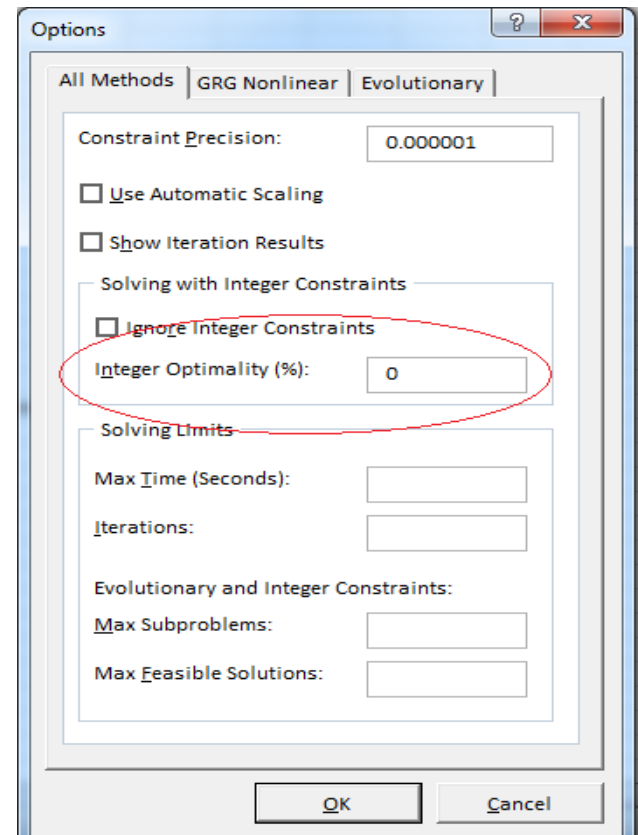 Options
All Methods GRG Nonlinear Evolutionary
Constraint Precision: 0.000001
Use Automatic Scaling
Show Iteration Results
Solving with Integer Constraints
Ignore Integer Constraints
Integer Optimality (%): 0
Solving Limits
Max Time (Seconds):
Iterations:
Evolutionary and Integer Constraints:
Max Subproblems:
Max Feasible Solutions:
OK Cancel